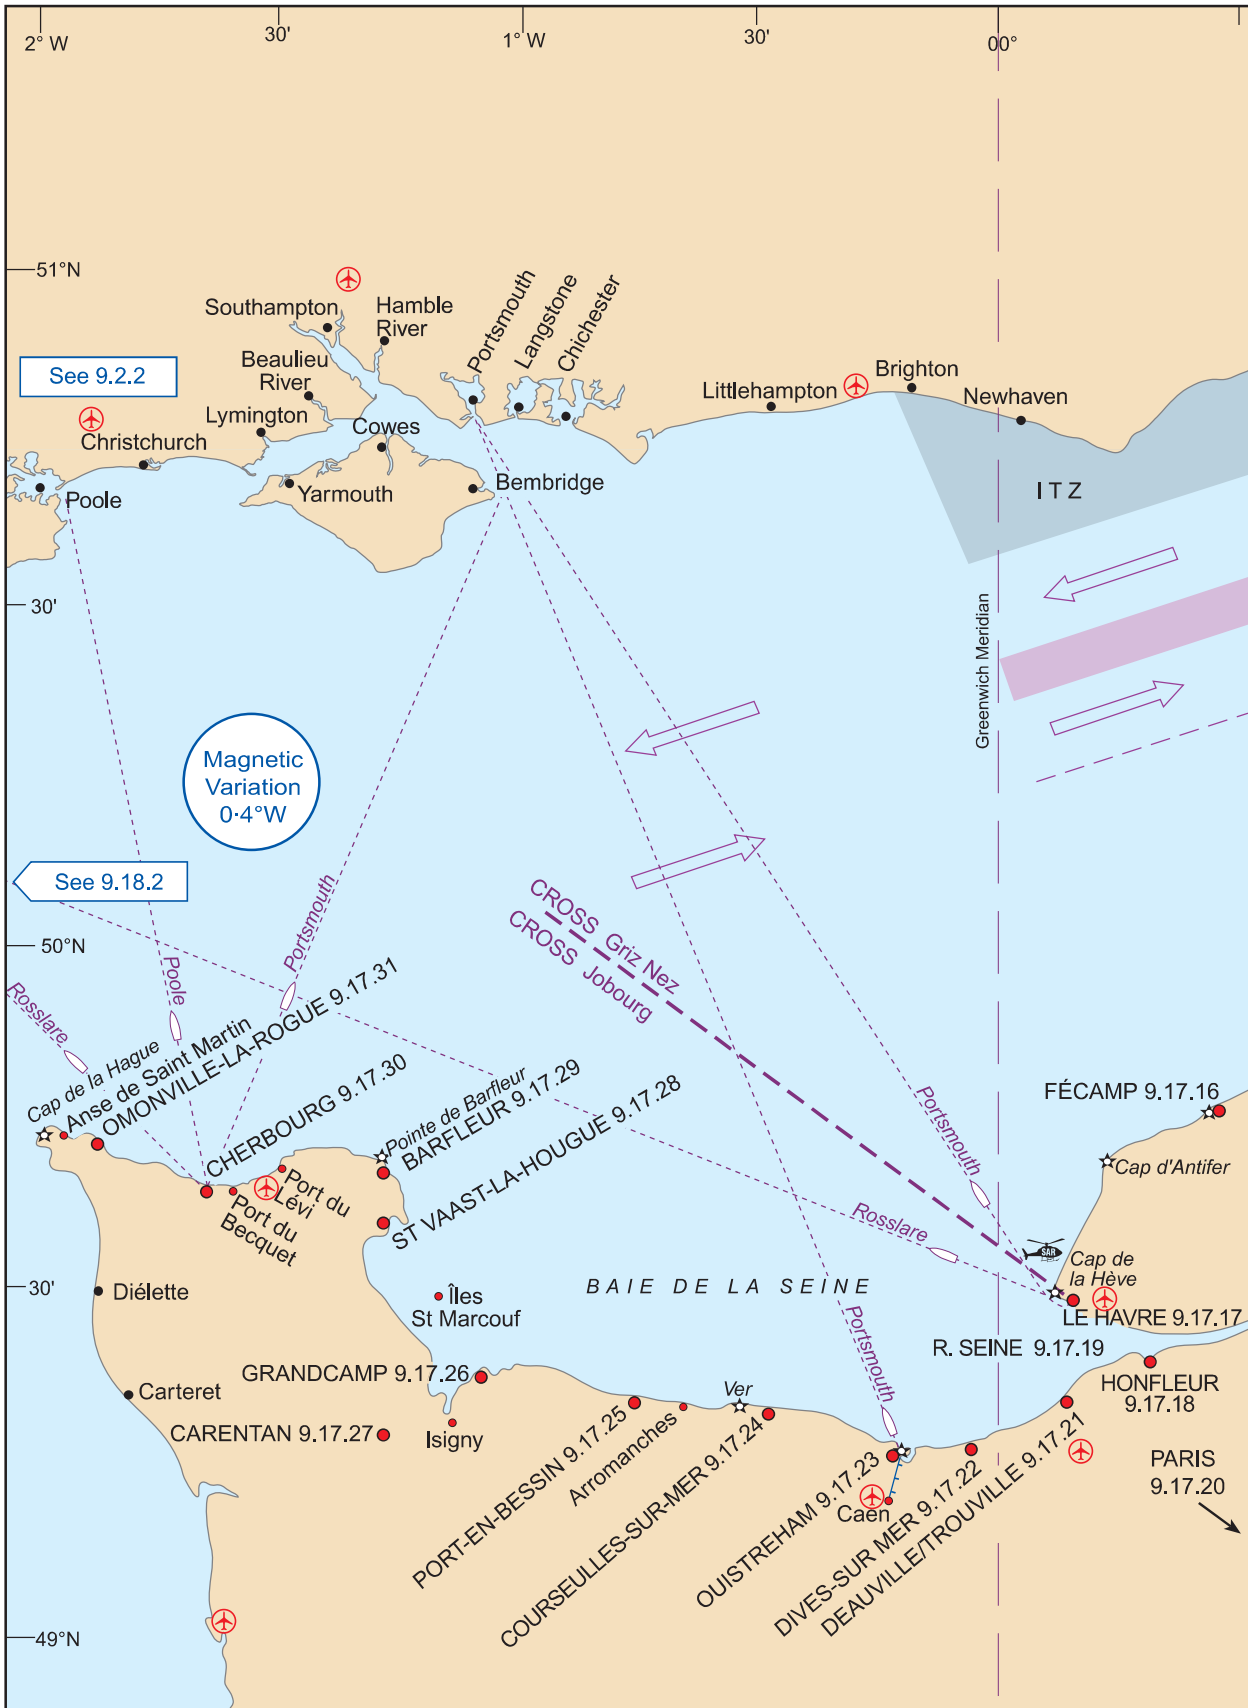 2° W
30'
1° W
30'
00°
51°N
Southampton
Hamble
River
Portsmouth
Langstone
Chichester
Beaulieu
River
See 9.2.2
Lymington
Christchurch
Cowes
Littlehampton
Brighton
Newhaven
Poole
Yarmouth
Bembridge
ITZ
30'
Greenwich Meridian
Magnetic
Variation
0·4°W
See 9.18.2
50°N
Rosslare
Poole
Portsmouth
CROSS Griz Nez
CROSS Jobourg
Cap de la Hague
Anse de Saint Martin
OMONVILLE-LA-ROGUE 9.17.31
CHERBOURG 9.17.30
Pointe de Barfleur
BARFLEUR 9.17.29
ST VAAST-LA-HOUGUE 9.17.28
Port du
Lévi
Port du
Becquet
Portsmouth
FÉCAMP 9.17.16
Cap d'Antifer
Rosslare
SAR
Cap de
la Hève
30'
Diélette
Îles
St Marcouf
BAIE DE LA SEINE
LE HAVRE 9.17.17
Portsmouth
R. SEINE 9.17.19
HONFLEUR
9.17.18
GRANDCAMP 9.17.26
Carteret
Ver
CARENTAN 9.17.27
Isigny
PORT-EN-BESSIN 9.17.25
Arromanches
COURSEULLES-SUR-MER 9.17.24
OUISTREHAM 9.17.23
Caen
DIVES-SUR MER 9.17.22
DEAUVILLE/TROUVILLE 9.17.21
PARIS
9.17.20
49°N